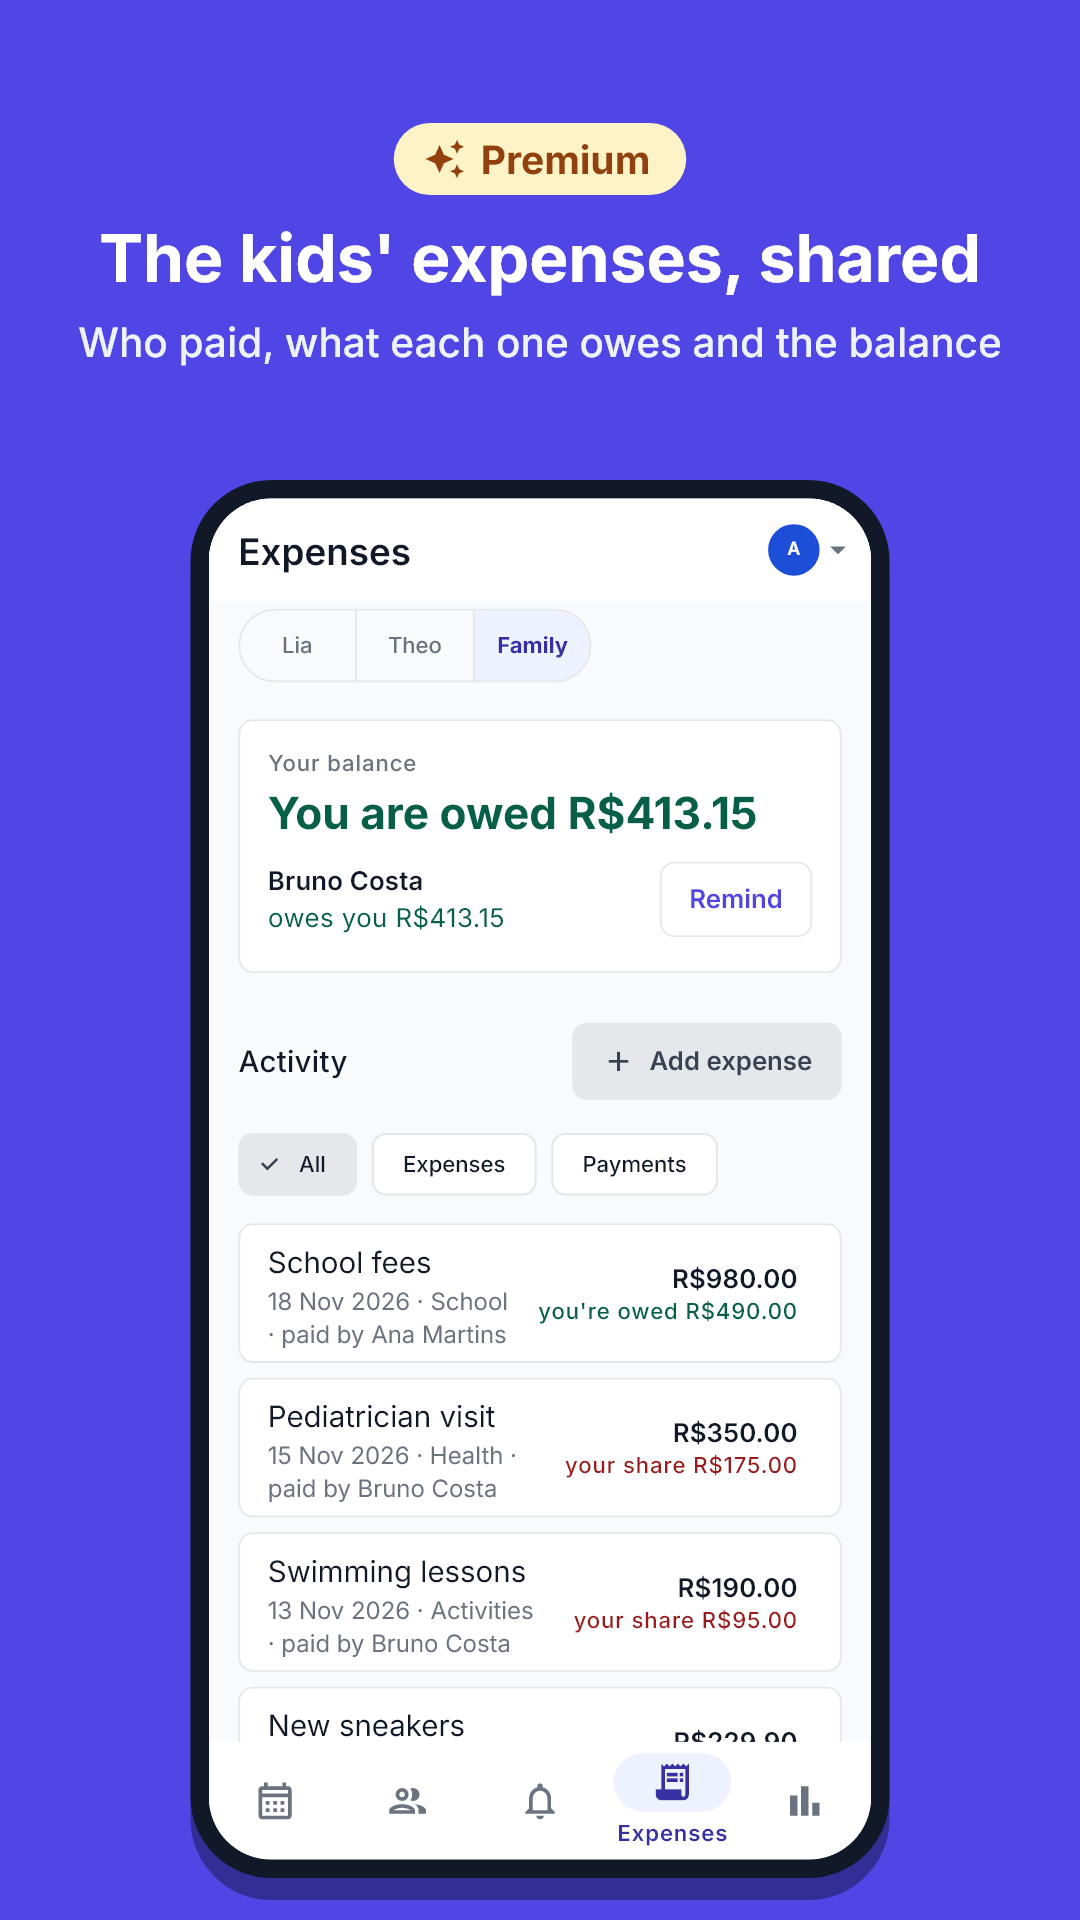 Premium
The kids' expenses, shared
Who paid, what each one owes and the balance
Expenses
A
Lia
Theo
Family
Your balance
You are owed R$413.15
Bruno Costa
owes you R$413.15
Remind
Activity
+ Add expense
All
Expenses
Payments
School fees
18 Nov 2026 · School
· paid by Ana Martins
R$980.00
you're owed R$490.00
Pediatrician visit
15 Nov 2026 · Health ·
paid by Bruno Costa
R$350.00
your share R$175.00
Swimming lessons
13 Nov 2026 · Activities
· paid by Bruno Costa
R$190.00
your share R$95.00
New sneakers
R$229.90
Expenses